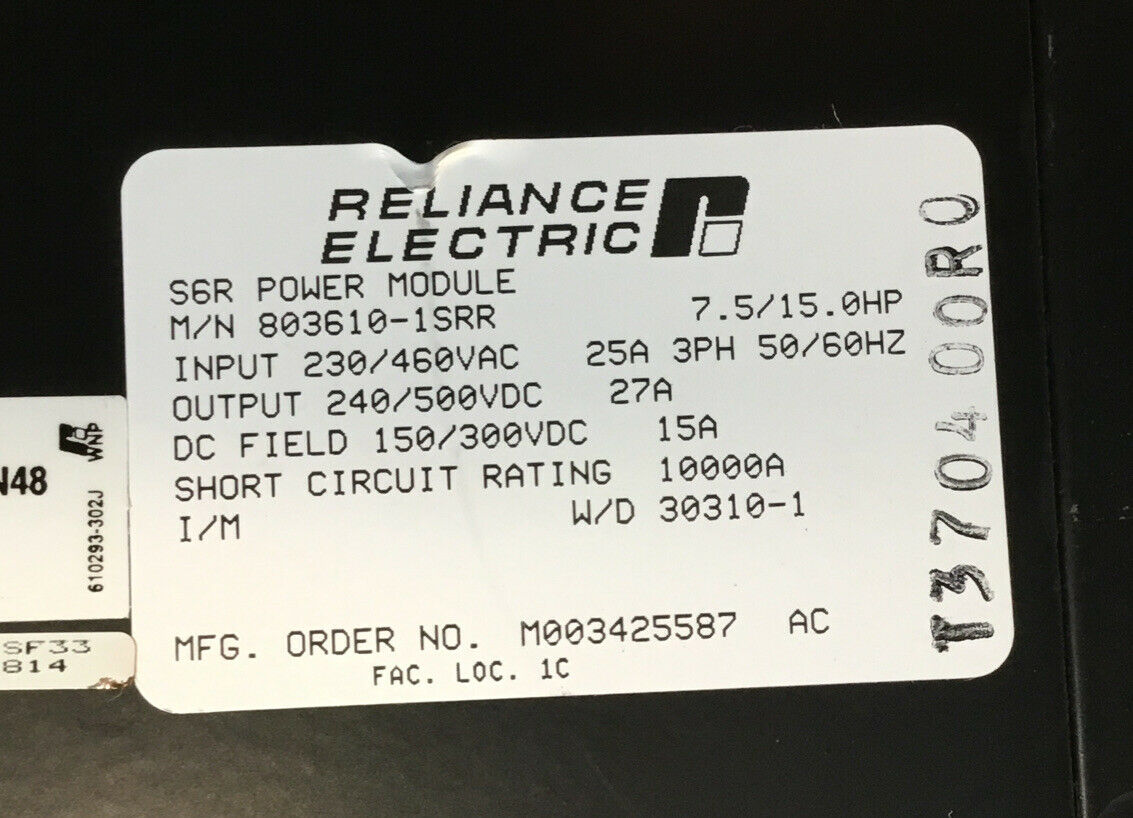 RELIANCE
ELECTRIC
S6R POWER MODULE
M/N 803610-1SRR 7.5/15.0HP
INPUT 230/460VAC 25A 3PH 50/60HZ
OUTPUT 240/500VDC 27A
DC FIELD 150/300VDC 15A
SHORT CIRCUIT RATING 10000A
I/M W/D 30310-1
MFG. ORDER NO. M003425587 AC
FAC. LOC. 1C
T370400R0
WNP
610293-302J
N48
SF33
814